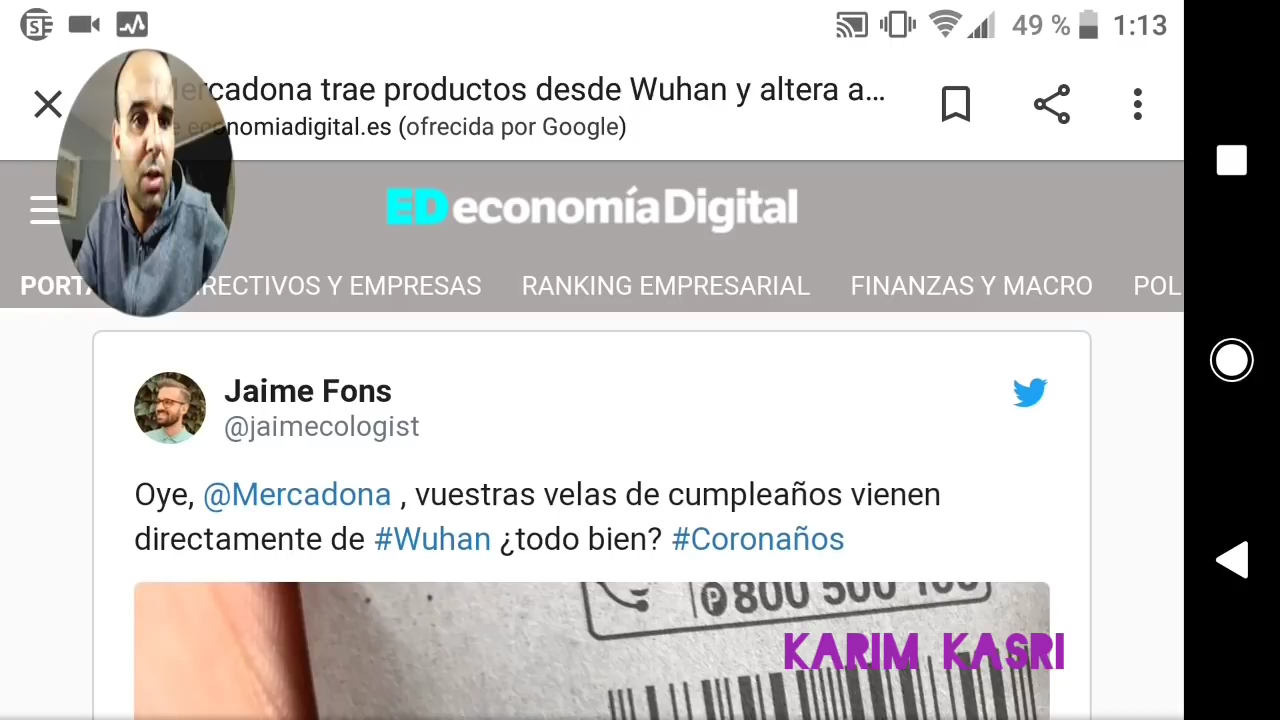 49 % 1:13
Mercadona trae productos desde Wuhan y altera a...
economiadigital.es (ofrecida por Google)
ED economíaDigital
PORTA RECTIVOS Y EMPRESAS RANKING EMPRESARIAL FINANZAS Y MACRO POL
Jaime Fons
@jaimecologist
Oye, @Mercadona , vuestras velas de cumpleaños vienen
directamente de #Wuhan ¿todo bien? #Coronaños
P 800 500
KARIM KASRI